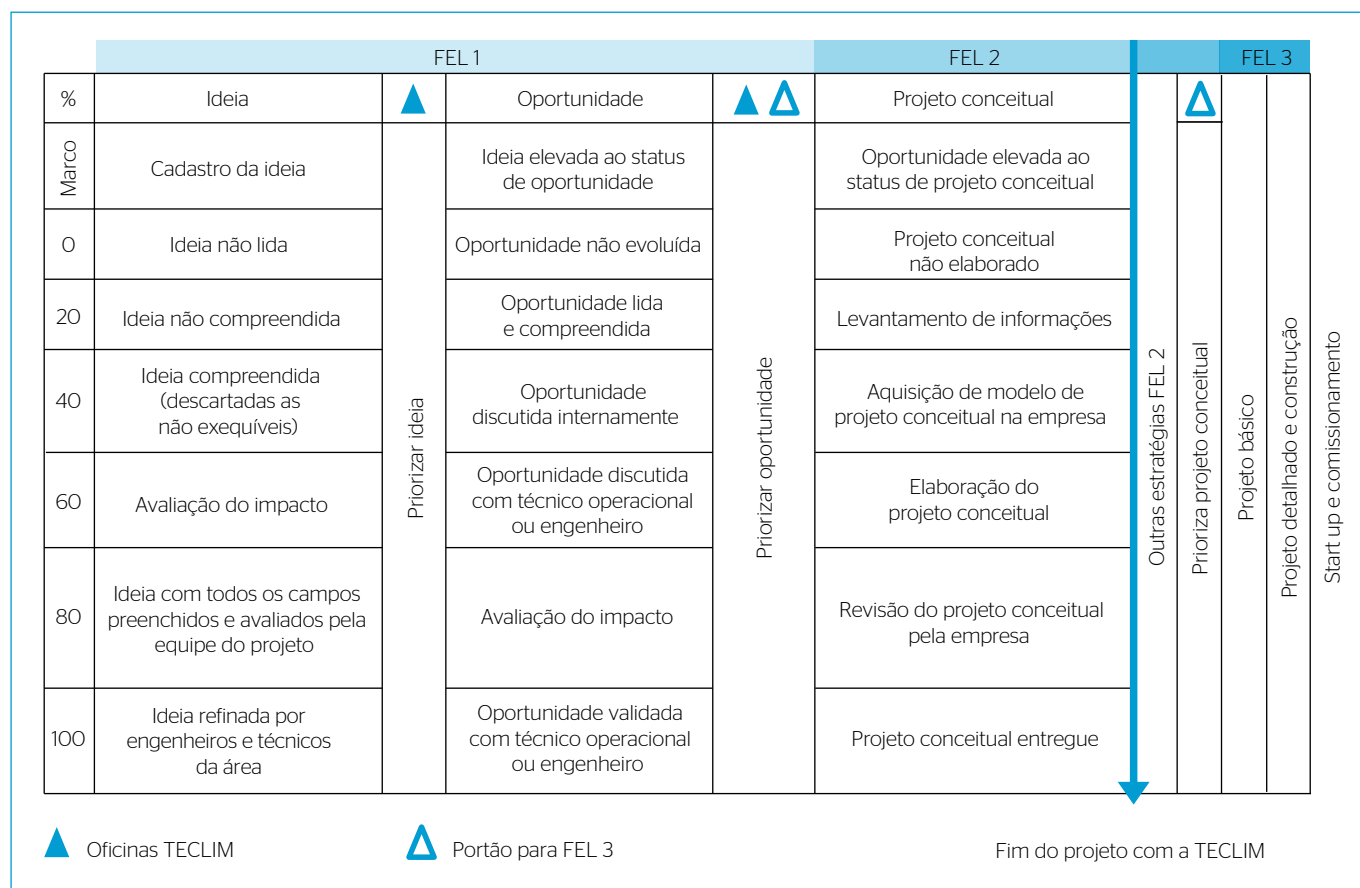 FEL 1
FEL 2
FEL 3
%
Ideia
Oportunidade
Projeto conceitual
Marco
Cadastro da ideia
Ideia elevada ao status
de oportunidade
Oportunidade elevada ao
status de projeto conceitual
0
Ideia não lida
Oportunidade não evoluída
Projeto conceitual
não elaborado
20
Ideia não compreendida
Oportunidade lida
e compreendida
Levantamento de informações
40
Ideia compreendida
(descartadas as
não exequíveis)
Oportunidade
discutida internamente
Aquisição de modelo de
projeto conceitual na empresa
60
Avaliação do impacto
Oportunidade discutida
com técnico operacional
ou engenheiro
Elaboração do
projeto conceitual
80
Ideia com todos os campos
preenchidos e avaliados pela
equipe do projeto
Avaliação do impacto
Revisão do projeto conceitual
pela empresa
100
Ideia refinada por
engenheiros e técnicos
da área
Oportunidade validada
com técnico operacional
ou engenheiro
Projeto conceitual entregue
Priorizar ideia
Priorizar oportunidade
Outras estratégias FEL 2
Prioriza projeto conceitual
Projeto básico
Projeto detalhado e construção
Start up e comissionamento
Oficinas TECLIM
Portão para FEL 3
Fim do projeto com a TECLIM